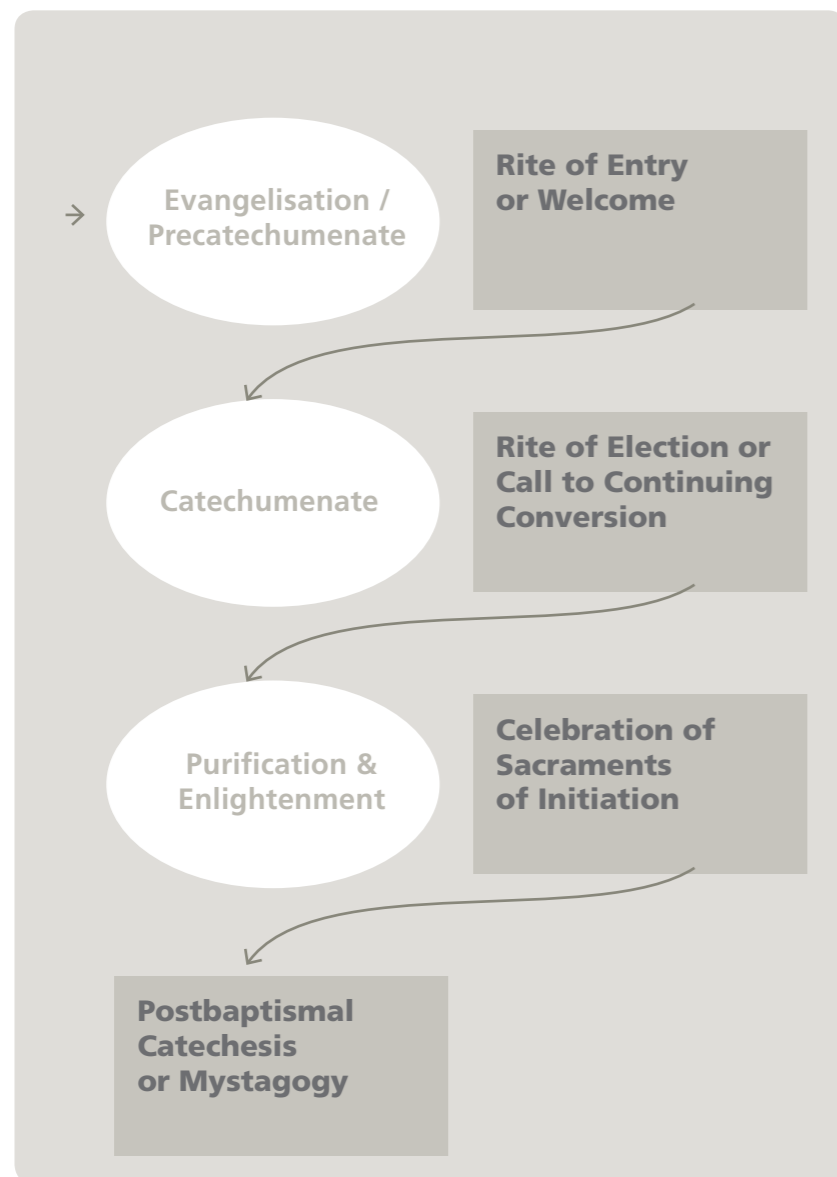 Evangelisation /
Precatechumenate
Rite of Entry
or Welcome
Catechumenate
Rite of Election or
Call to Continuing
Conversion
Purification &
Enlightenment
Celebration of
Sacraments
of Initiation
Postbaptismal
Catechesis
or Mystagogy